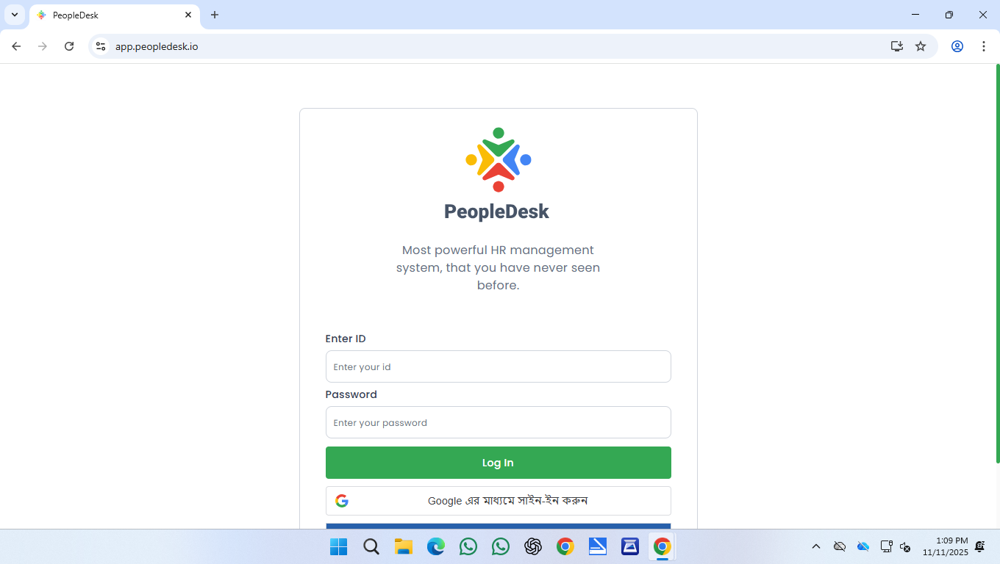 PeopleDesk
app.peopledesk.io
PeopleDesk
Most powerful HR management
system, that you have never seen
before.
Enter ID
Enter your id
Password
Enter your password
Log In
Google এর মাধ্যমে সাইন-ইন করুন
1:09 PM
11/11/2025